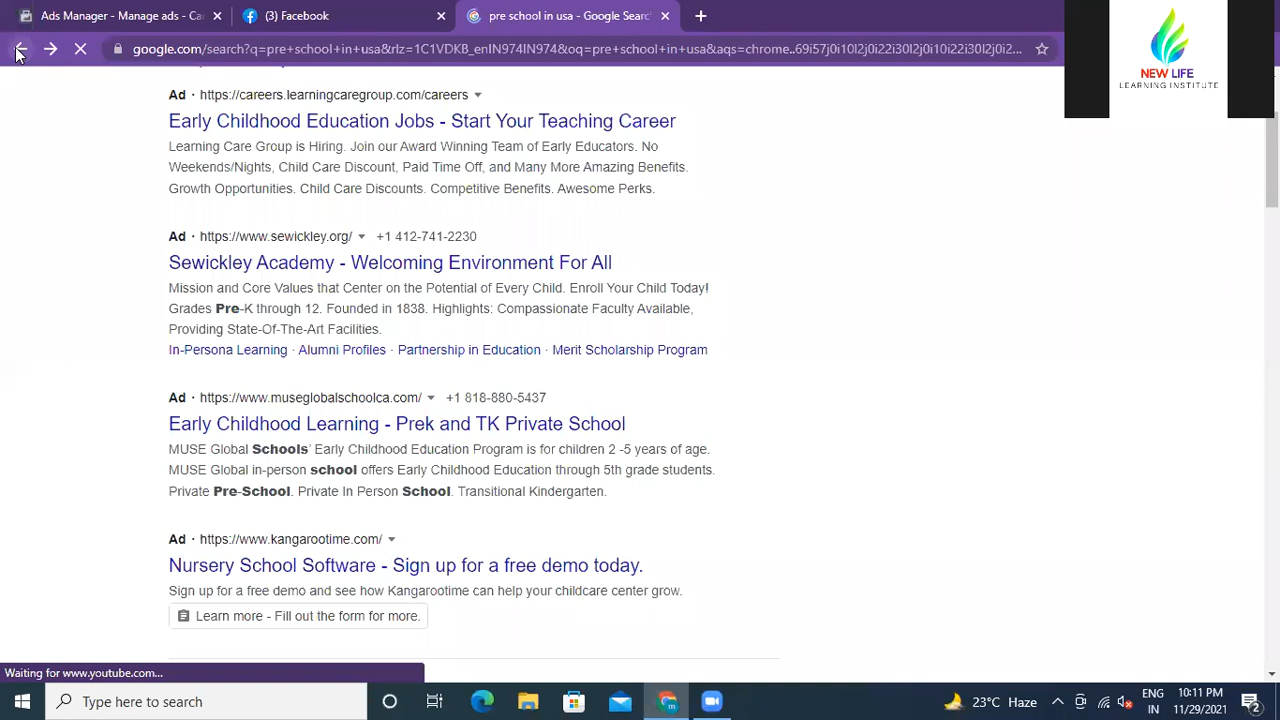 Ads Manager - Manage ads - Ca
(3) Facebook
pre school in usa - Google Searc
google.com/search?q=pre+school+in+usa&rlz=1C1VDKB_enIN974IN974&oq=pre+school+in+usa&aqs=chrome..69i57j0i10l2j0i22i30l2j0i10i22i30l2j0i2...
NEW LIFE
LEARNING INSTITUTE
Ad · https://careers.learningcaregroup.com/careers
Early Childhood Education Jobs - Start Your Teaching Career
Learning Care Group is Hiring. Join our Award Winning Team of Early Educators. No
Weekends/Nights, Child Care Discount, Paid Time Off, and Many More Amazing Benefits.
Growth Opportunities. Child Care Discounts. Competitive Benefits. Awesome Perks.
Ad · https://www.sewickley.org/ +1 412-741-2230
Sewickley Academy - Welcoming Environment For All
Mission and Core Values that Center on the Potential of Every Child. Enroll Your Child Today!
Grades Pre-K through 12. Founded in 1838. Highlights: Compassionate Faculty Available,
Providing State-Of-The-Art Facilities.
In-Persona Learning · Alumni Profiles · Partnership in Education · Merit Scholarship Program
Ad · https://www.museglobalschoolca.com/ +1 818-880-5437
Early Childhood Learning - Prek and TK Private School
MUSE Global Schools' Early Childhood Education Program is for children 2 -5 years of age.
MUSE Global in-person school offers Early Childhood Education through 5th grade students.
Private Pre-School. Private In Person School. Transitional Kindergarten.
Ad · https://www.kangarootime.com/
Nursery School Software - Sign up for a free demo today.
Sign up for a free demo and see how Kangarootime can help your childcare center grow.
Learn more - Fill out the form for more.
Waiting for www.youtube.com...
Type here to search
23°C Haze
ENG
IN
10:11 PM
11/29/2021
2